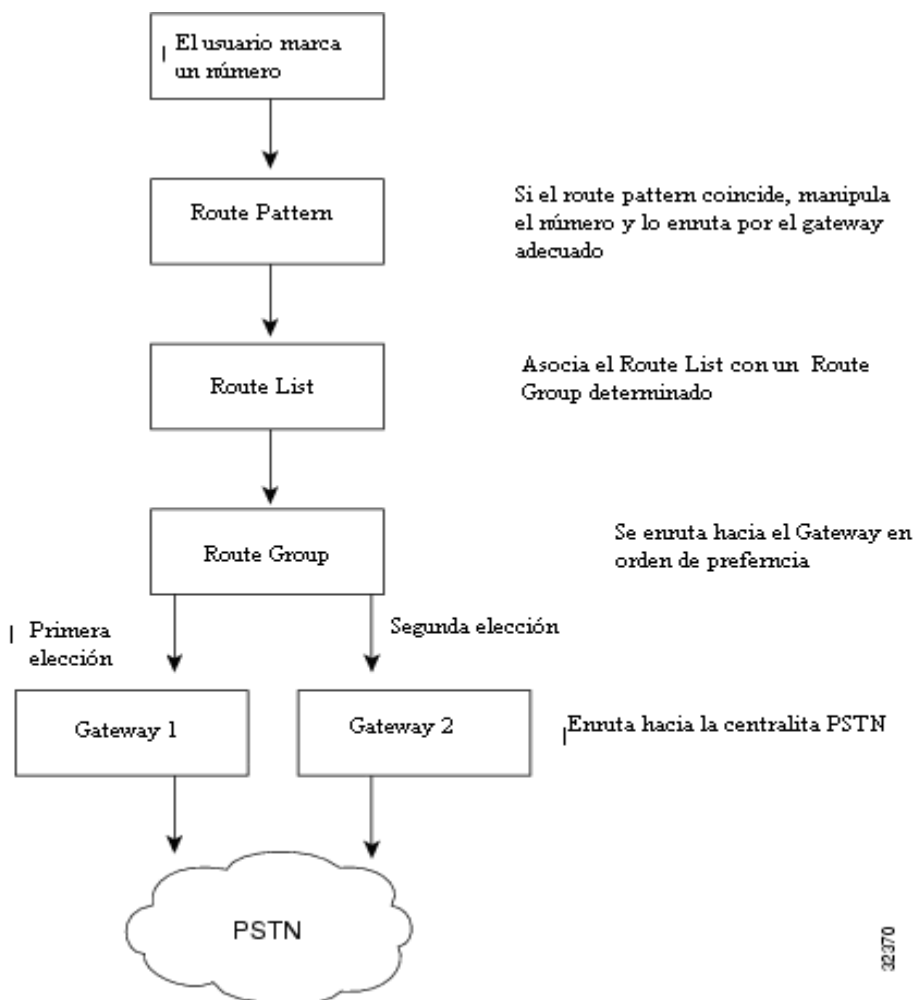 El usuario marca
un número
Route Pattern
Si el route pattern coincide, manipula
el número y lo enruta por el gateway
adecuado
Route List
Asocia el Route List con un Route
Group determinado
Route Group
Se enruta hacia el Gateway en
orden de preferncia
Primera
elección
Segunda elección
Gateway 1
Gateway 2
Enruta hacia la centralita PSTN
PSTN
32370